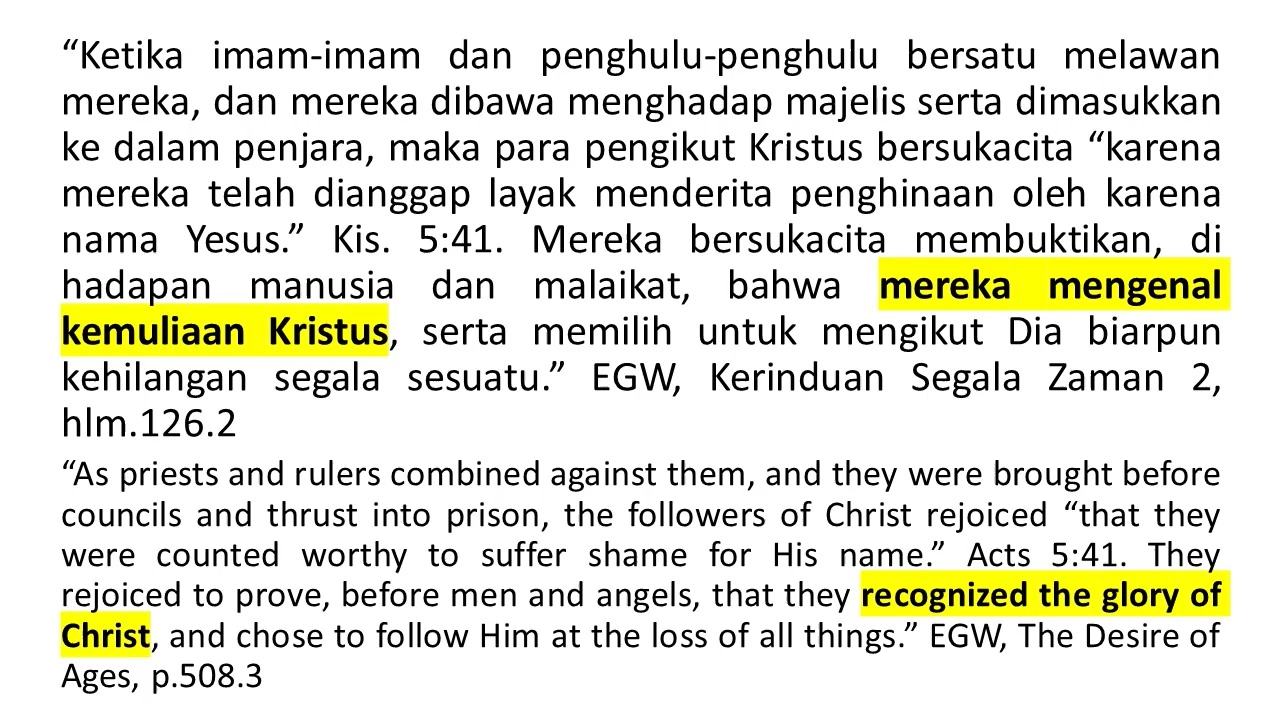 “Ketika imam-imam dan penghulu-penghulu bersatu melawan
mereka, dan mereka dibawa menghadap majelis serta dimasukkan
ke dalam penjara, maka para pengikut Kristus bersukacita “karena
mereka telah dianggap layak menderita penghinaan oleh karena
nama Yesus.” Kis. 5:41. Mereka bersukacita membuktikan, di
hadapan manusia dan malaikat, bahwa mereka mengenal
kemuliaan Kristus, serta memilih untuk mengikut Dia biarpun
kehilangan segala sesuatu.” EGW, Kerinduan Segala Zaman 2,
hlm.126.2
“As priests and rulers combined against them, and they were brought before
councils and thrust into prison, the followers of Christ rejoiced “that they
were counted worthy to suffer shame for His name.” Acts 5:41. They
rejoiced to prove, before men and angels, that they recognized the glory of
Christ, and chose to follow Him at the loss of all things.” EGW, The Desire of
Ages, p.508.3